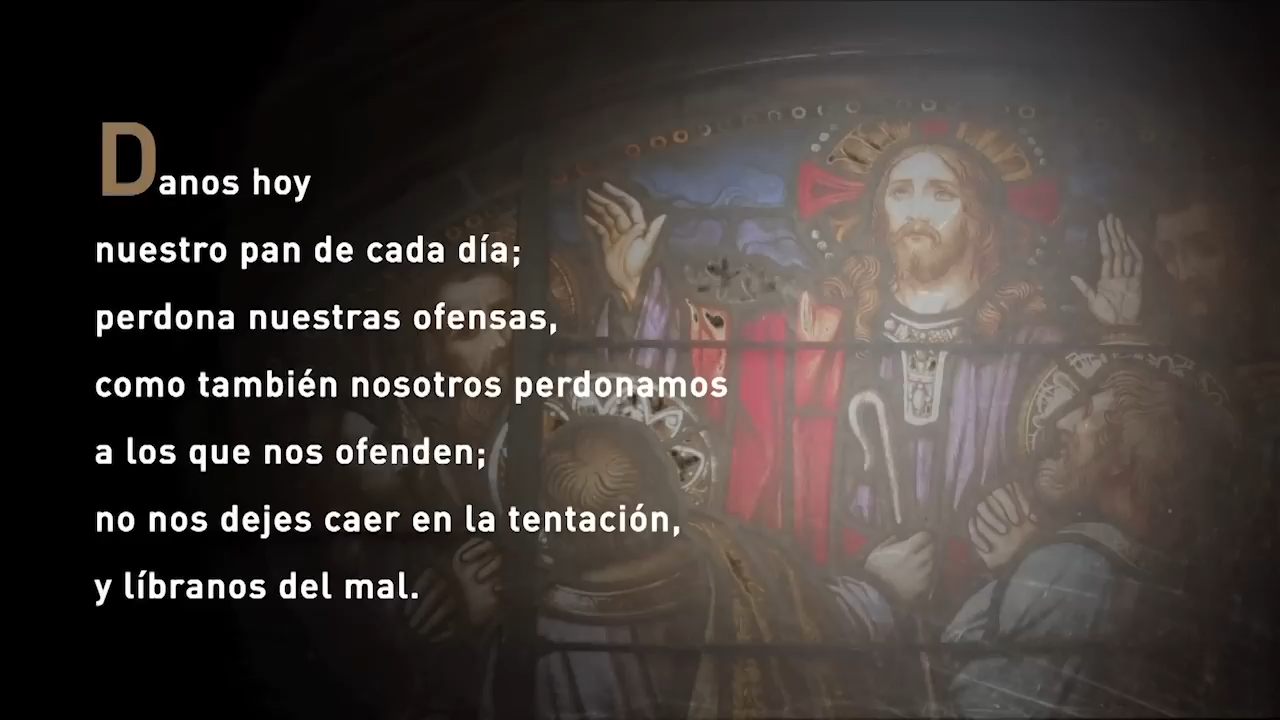 Danos hoy
nuestro pan de cada día;
perdona nuestras ofensas,
como también nosotros perdonamos
a los que nos ofenden;
no nos dejes caer en la tentación,
y líbranos del mal.